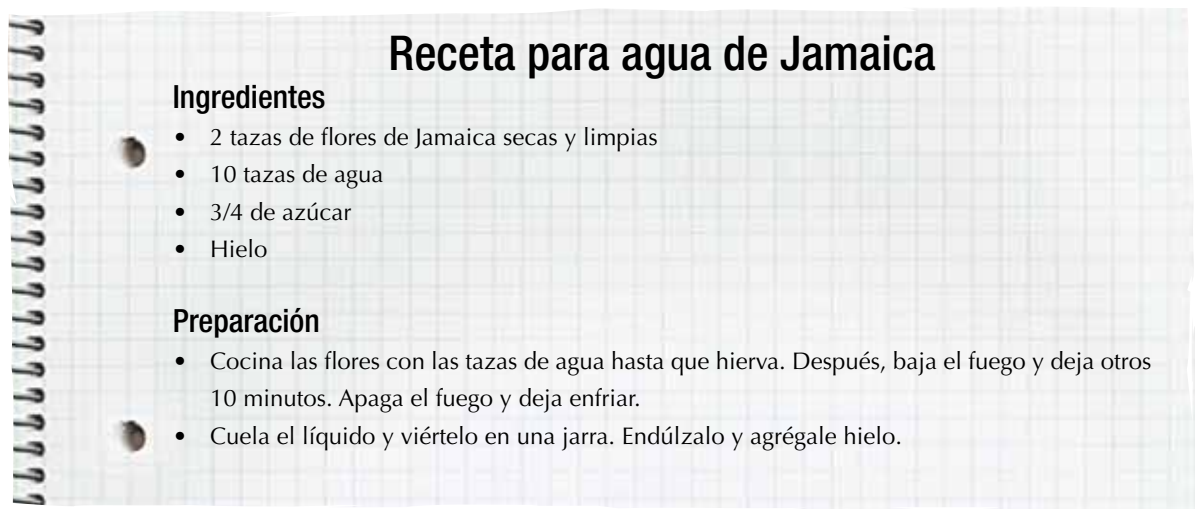 Receta para agua de Jamaica
Ingredientes
• 2 tazas de flores de Jamaica secas y limpias
• 10 tazas de agua
• 3/4 de azúcar
• Hielo
Preparación
• Cocina las flores con las tazas de agua hasta que hierva. Después, baja el fuego y deja otros
10 minutos. Apaga el fuego y deja enfriar.
• Cuela el líquido y viértelo en una jarra. Endúlzalo y agrégale hielo.